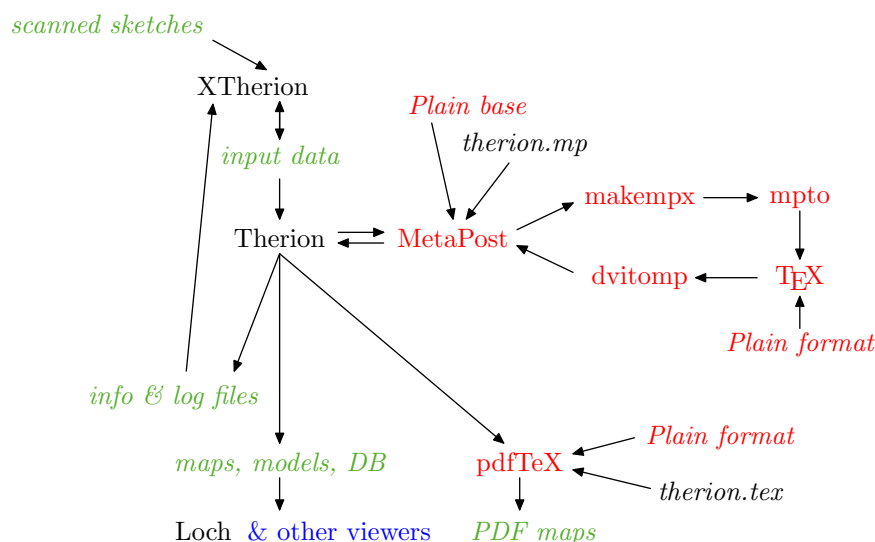 scanned sketches
XTherion
Plain base
therion.mp
input data
makempx
mpto
Therion
MetaPost
dvitomp
TEX
Plain format
info & log files
Plain format
maps, models, DB
pdfTeX
therion.tex
Loch & other viewers
PDF maps